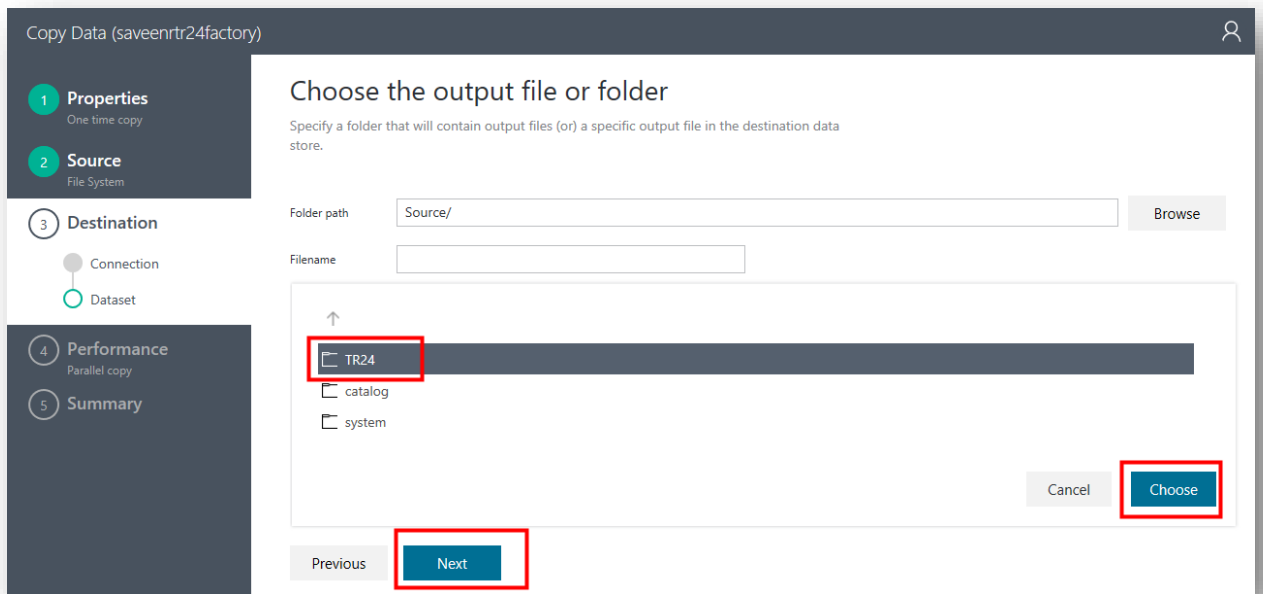 Copy Data (saveenrtr24factory)
1 Properties
One time copy
2 Source
File System
3 Destination
Connection
Dataset
4 Performance
Parallel copy
5 Summary
Choose the output file or folder
Specify a folder that will contain output files (or) a specific output file in the destination data
store.
Folder path Source/ Browse
Filename
TR24
catalog
system
Cancel Choose
Previous Next